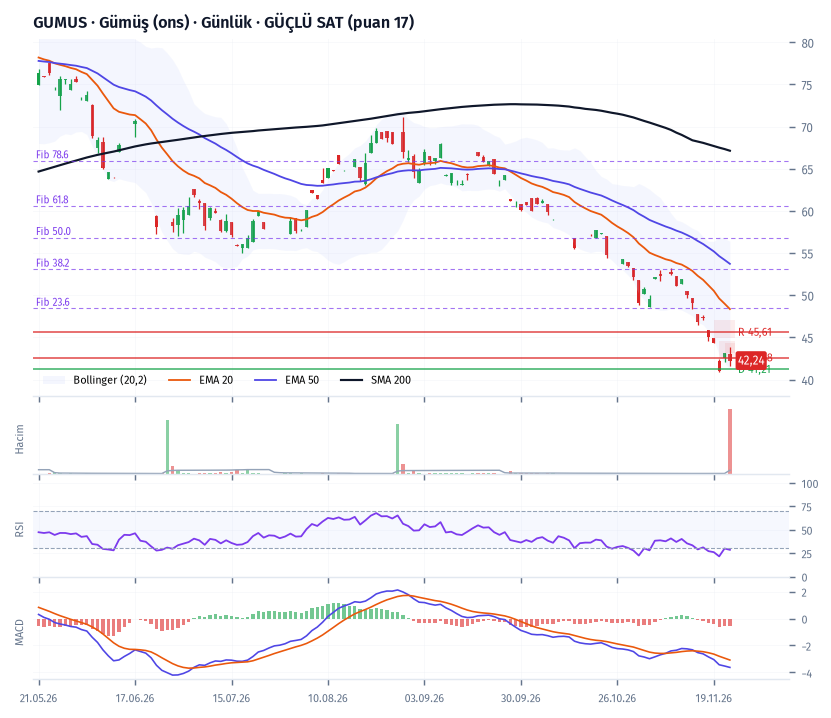 GUMUS · Gümüş (ons) · Günlük · GÜÇLÜ SAT (puan 17)
80
75
70
65
60
55
50
45
40
Fib 78.6
Fib 61.8
Fib 50.0
Fib 38.2
Fib 23.6
R 45,61
42,24
Bollinger (20,2)
EMA 20
EMA 50
SMA 200
Hacim
RSI
100
75
50
25
0
MACD
2
0
−2
−4
21.05.26
17.06.26
15.07.26
10.08.26
03.09.26
30.09.26
26.10.26
19.11.26